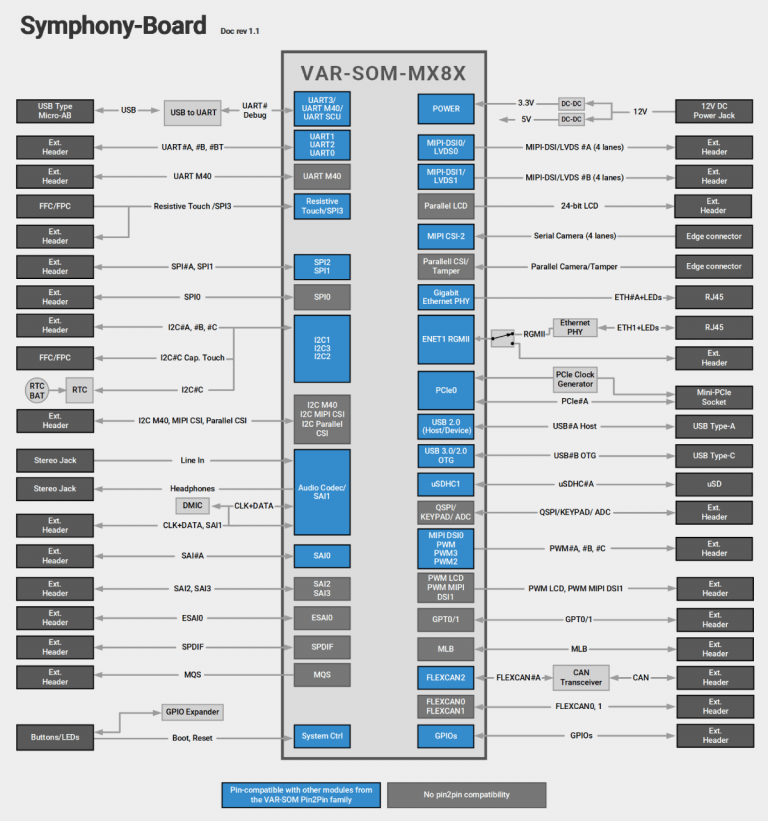 Symphony-Board Doc rev 1.1
VAR-SOM-MX8X
USB Type
Micro-AB
USB
USB to UART
UART#
Debug
UART3/
UART M40/
UART SCU
Ext.
Header
UART#A, #B, #BT
UART1
UART2
UART0
Ext.
Header
UART M40
UART M40
FFC/FPC
Resistive Touch /SPI3
Resistive
Touch/SPI3
Ext.
Header
Ext.
Header
SPI#A, SPI1
SPI2
SPI1
Ext.
Header
SPI0
SPI0
Ext.
Header
I2C#A, #B, #C
I2C1
I2C3
I2C2
FFC/FPC
I2C#C Cap. Touch
RTC
BAT
RTC
I2C#C
Ext.
Header
I2C M40, MIPI CSI, Parallel CSI
I2C M40
I2C MIPI CSI
I2C Parallel
CSI
Stereo Jack
Line In
Audio Codec/
SAI1
Stereo Jack
Headphones
DMIC
CLK+DATA
Ext.
Header
CLK+DATA, SAI1
Ext.
Header
SAI#A
SAI0
Ext.
Header
SAI2, SAI3
SAI2
SAI3
Ext.
Header
ESAI0
ESAI0
Ext.
Header
SPDIF
SPDIF
Ext.
Header
MQS
MQS
GPIO Expander
Buttons/LEDs
Boot, Reset
System Ctrl
POWER
3.3V
DC-DC
5V
DC-DC
12V
12V DC
Power Jack
MIPI-DSI0/
LVDS0
MIPI-DSI/LVDS #A (4 lanes)
Ext.
Header
MIPI-DSI1/
LVDS1
MIPI-DSI/LVDS #B (4 lanes)
Ext.
Header
Parallel LCD
24-bit LCD
Ext.
Header
MIPI CSI-2
Serial Camera (4 lanes)
Edge connector
Parallell CSI/
Tamper
Parallel Camera/Tamper
Edge connector
Gigabit
Ethernet PHY
ETH#A+LEDs
RJ45
ENET1 RGMII
RGMII
Ethernet
PHY
ETH1+LEDs
RJ45
Ext.
Header
PCIe0
PCIe Clock
Generator
PCIe#A
Mini-PCIe
Socket
USB 2.0
(Host/Device)
USB#A Host
USB Type-A
USB 3.0/2.0
OTG
USB#B OTG
USB Type-C
uSDHC1
uSDHC#A
uSD
QSPI/
KEYPAD/ ADC
QSPI/KEYPAD/ ADC
Ext.
Header
MIPI DSI0
PWM
PWM3
PWM2
PWM#A, #B, #C
Ext.
Header
PWM LCD
PWM MIPI
DSI1
PWM LCD, PWM MIPI DSI1
Ext.
Header
GPT0/1
GPT0/1
Ext.
Header
MLB
MLB
Ext.
Header
FLEXCAN2
FLEXCAN#A
CAN
Transceiver
CAN
Ext.
Header
FLEXCAN0
FLEXCAN1
FLEXCAN0, 1
Ext.
Header
GPIOs
GPIOs
Ext.
Header
Pin-compatible with other modules from
the VAR-SOM Pin2Pin family
No pin2pin compatibility